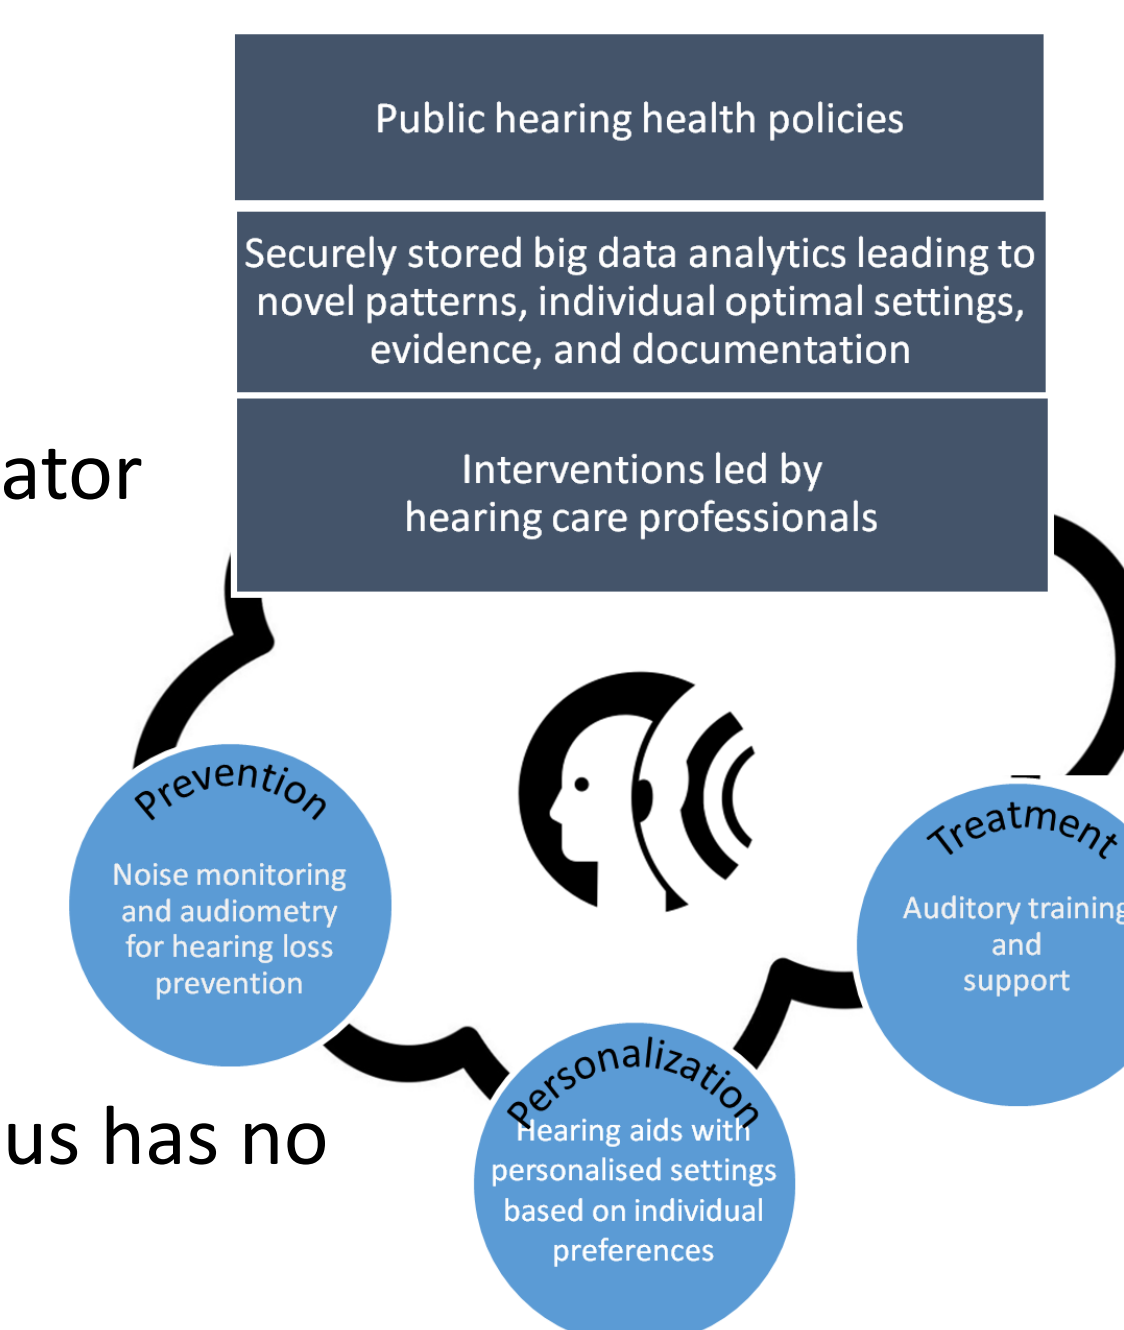 Public hearing health policies
Securely stored big data analytics leading to
novel patterns, individual optimal settings,
evidence, and documentation
ator
Interventions led by
hearing care professionals
Prevention
Noise monitoring
and audiometry
for hearing loss
prevention
Treatment
Auditory training
and
support
us has no
Personalization
Hearing aids with
personalised settings
based on individual
preferences